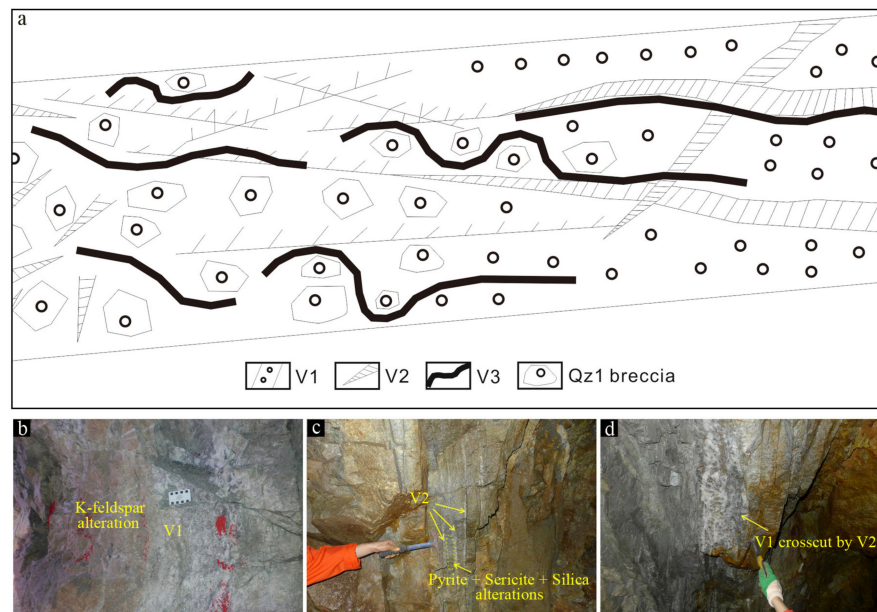 a
V1
V2
V3
Qz1 breccia
b
K-feldspar
alteration
V1
c
V2
Pyrite + Sericite + Silica
alterations
d
V1 crosscut by V2